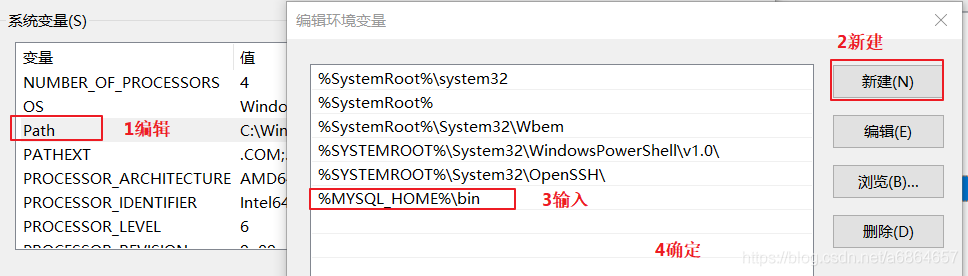 系统变量(S)
变量 值
NUMBER_OF_PROCESSORS 4
OS Windo
Path C:\Win
PATHEXT .COM;.
PROCESSOR_ARCHITECTURE AMD64
PROCESSOR_IDENTIFIER Intel64
PROCESSOR_LEVEL 6
PROCESSOR_REVISION
1编辑
编辑环境变量
%SystemRoot%\system32
%SystemRoot%
%SystemRoot%\System32\Wbem
%SYSTEMROOT%\System32\WindowsPowerShell\v1.0\
%SYSTEMROOT%\System32\OpenSSH\
%MYSQL_HOME%\bin
3输入
4确定
2新建
新建(N)
编辑(E)
浏览(B)...
删除(D)
https://blog.csdn.net/a6864657